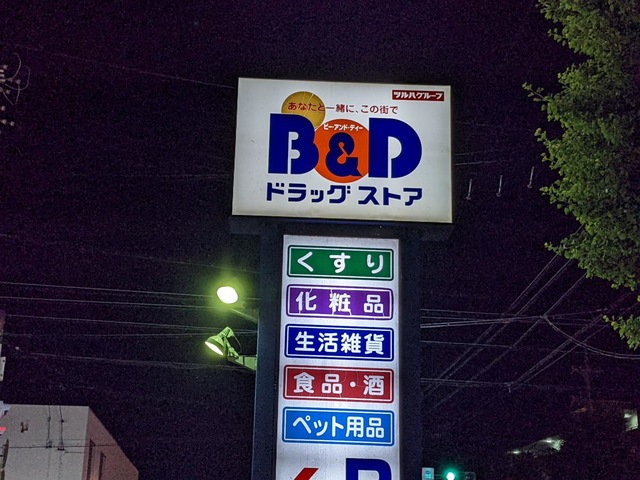 ツルハグループ
あなたと一緒に、この街で
ビー・アンド・ディー
B&D
ドラッグストア
くすり
化粧品
生活雑貨
食品・酒
ペット用品